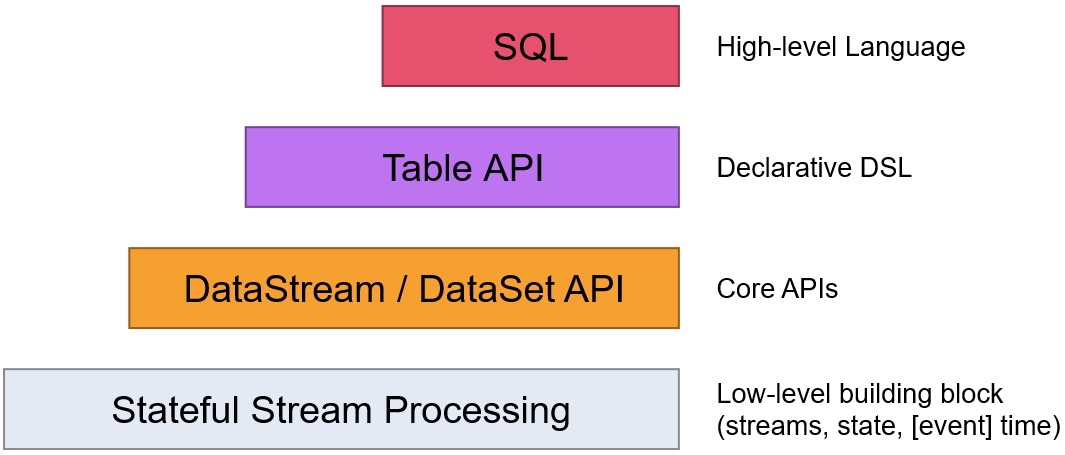 SQL
High-level Language
Table API
Declarative DSL
DataStream / DataSet API
Core APIs
Stateful Stream Processing
Low-level building block
(streams, state, [event] time)